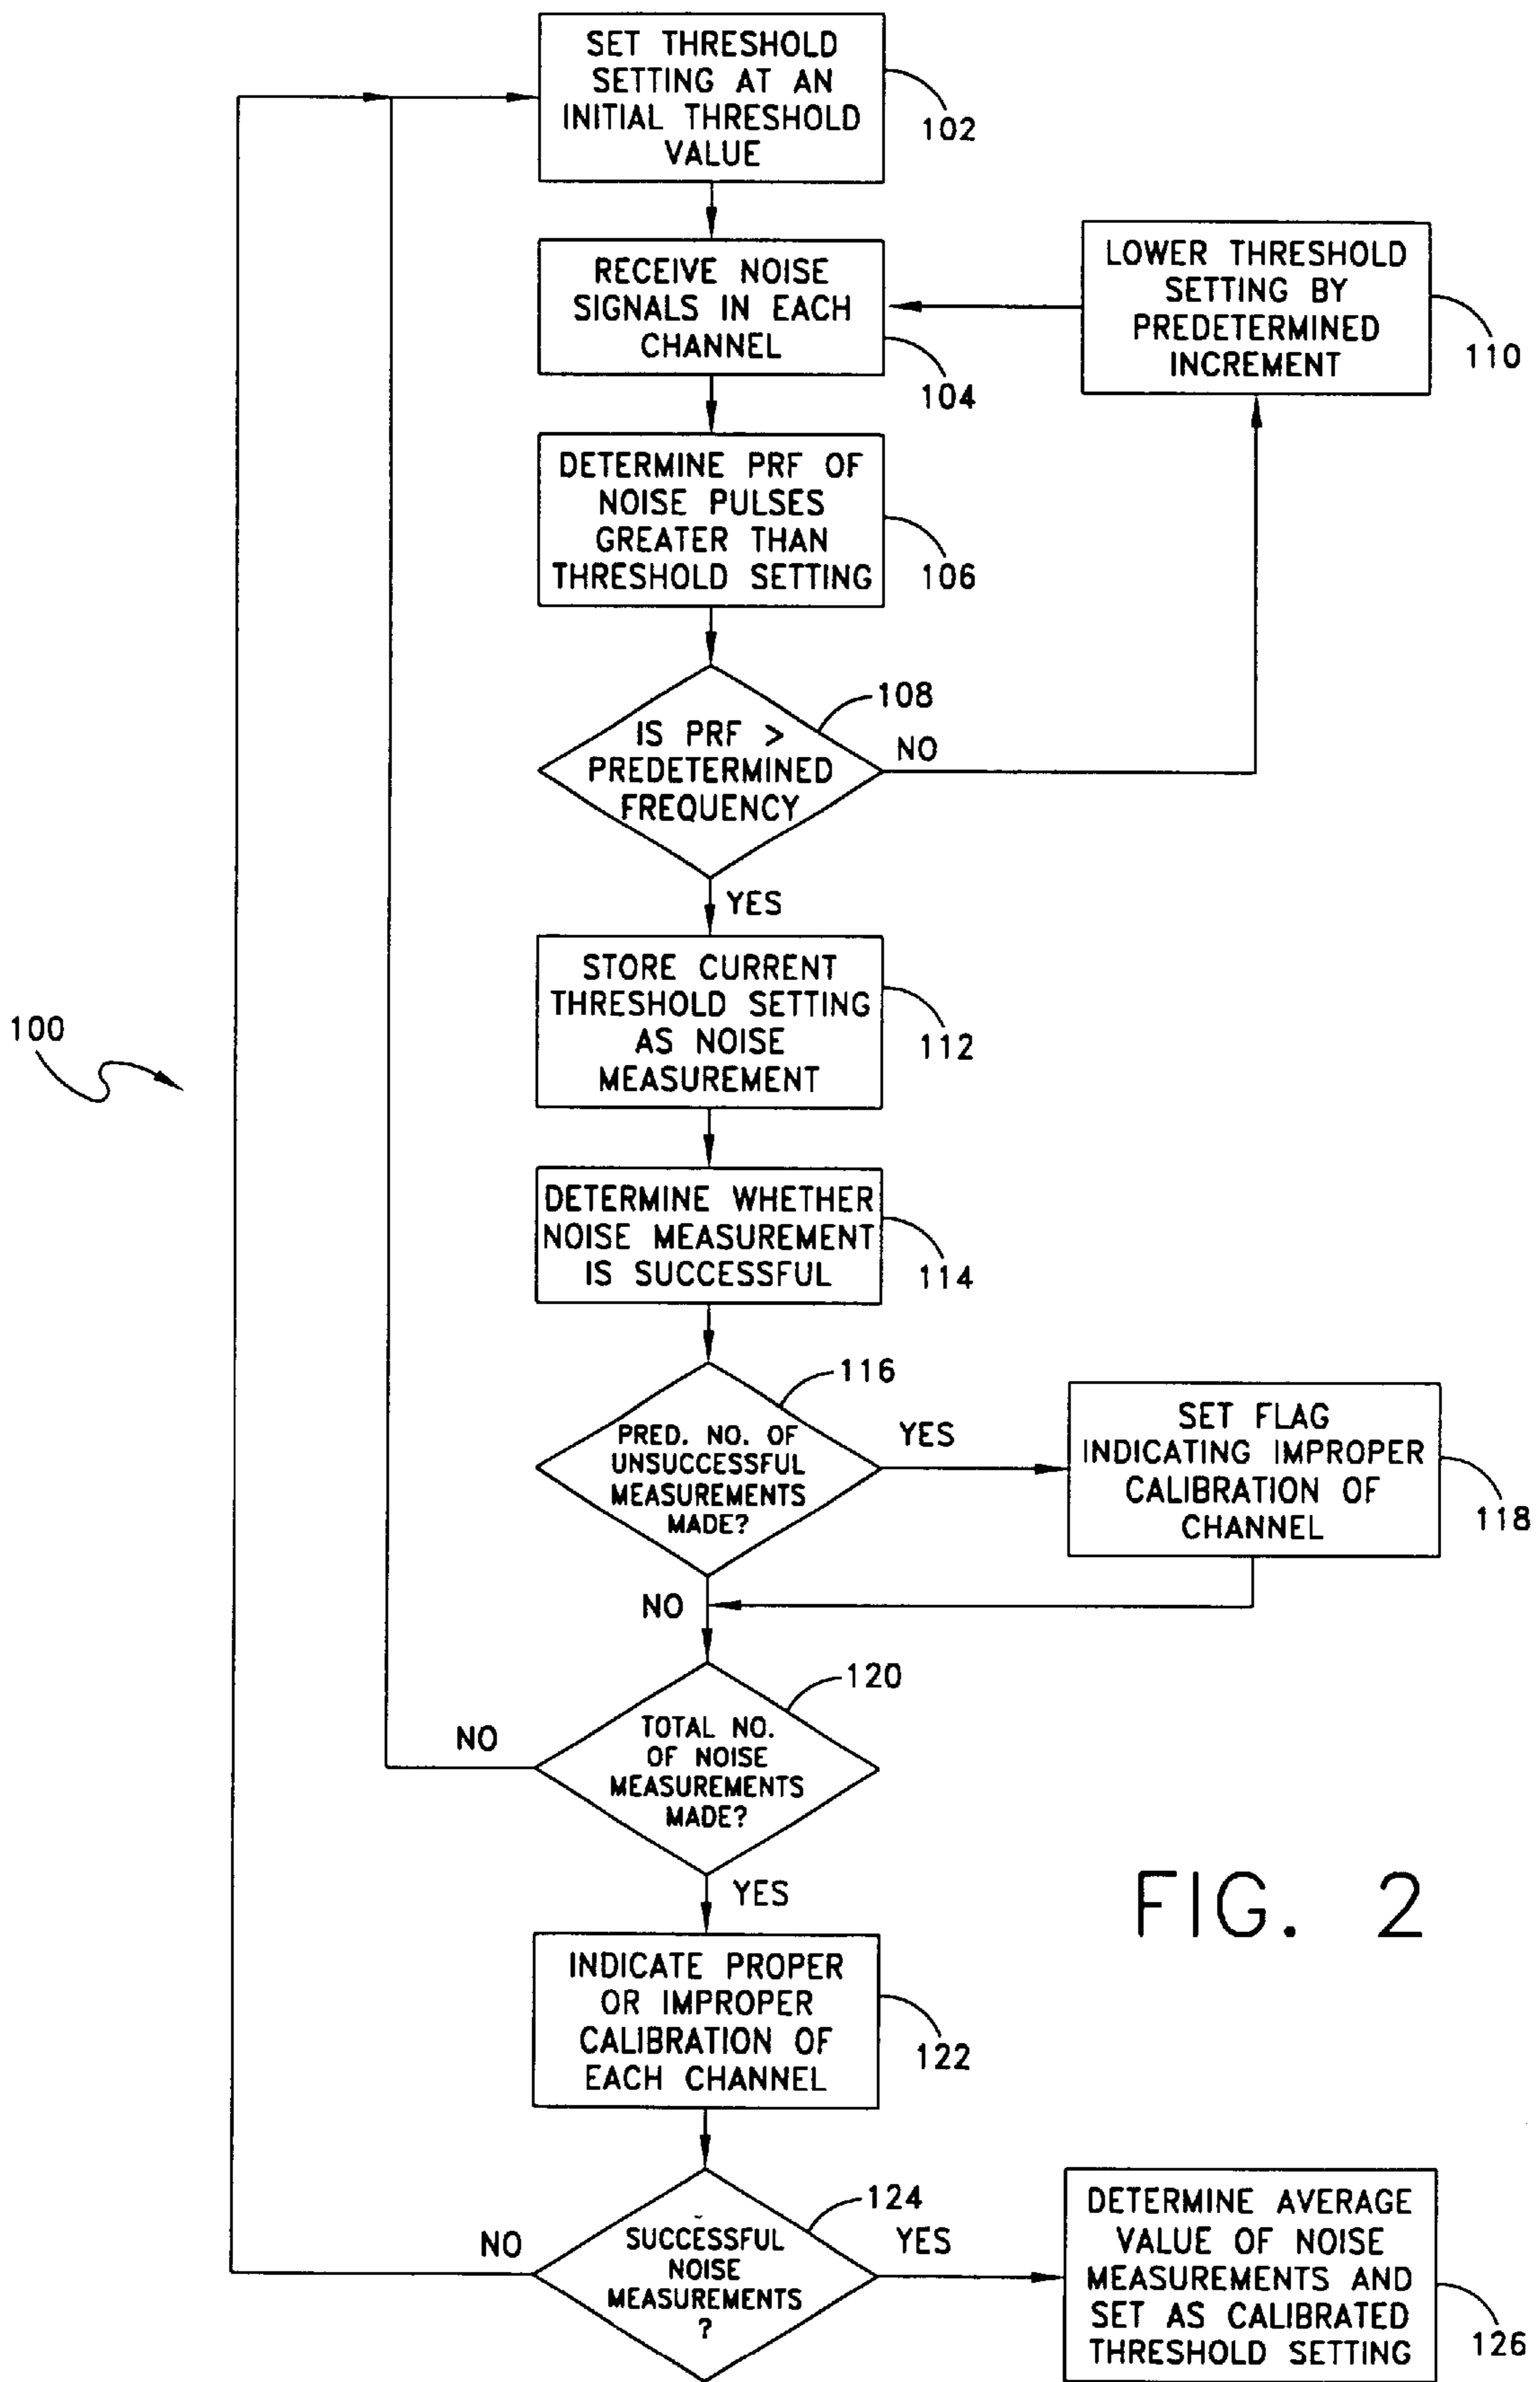 SET THRESHOLD
SETTING AT AN
INITIAL THRESHOLD
VALUE
102
RECEIVE NOISE
SIGNALS IN EACH
CHANNEL
104
LOWER THRESHOLD
SETTING BY
PREDETERMINED
INCREMENT
110
DETERMINE PRF OF
NOISE PULSES
GREATER THAN
THRESHOLD SETTING
106
IS PRF >
PREDETERMINED
FREQUENCY
108
NO
YES
STORE CURRENT
THRESHOLD SETTING
AS NOISE
MEASUREMENT
112
100
DETERMINE WHETHER
NOISE MEASUREMENT
IS SUCCESSFUL
114
PRED. NO. OF
UNSUCCESSFUL
MEASUREMENTS
MADE?
116
YES
SET FLAG
INDICATING IMPROPER
CALIBRATION OF
CHANNEL
118
NO
TOTAL NO.
OF NOISE
MEASUREMENTS
MADE?
120
NO
YES
INDICATE PROPER
OR IMPROPER
CALIBRATION OF
EACH CHANNEL
122
FIG. 2
SUCCESSFUL
NOISE
MEASUREMENTS
?
124
NO
YES
DETERMINE AVERAGE
VALUE OF NOISE
MEASUREMENTS AND
SET AS CALIBRATED
THRESHOLD SETTING
126